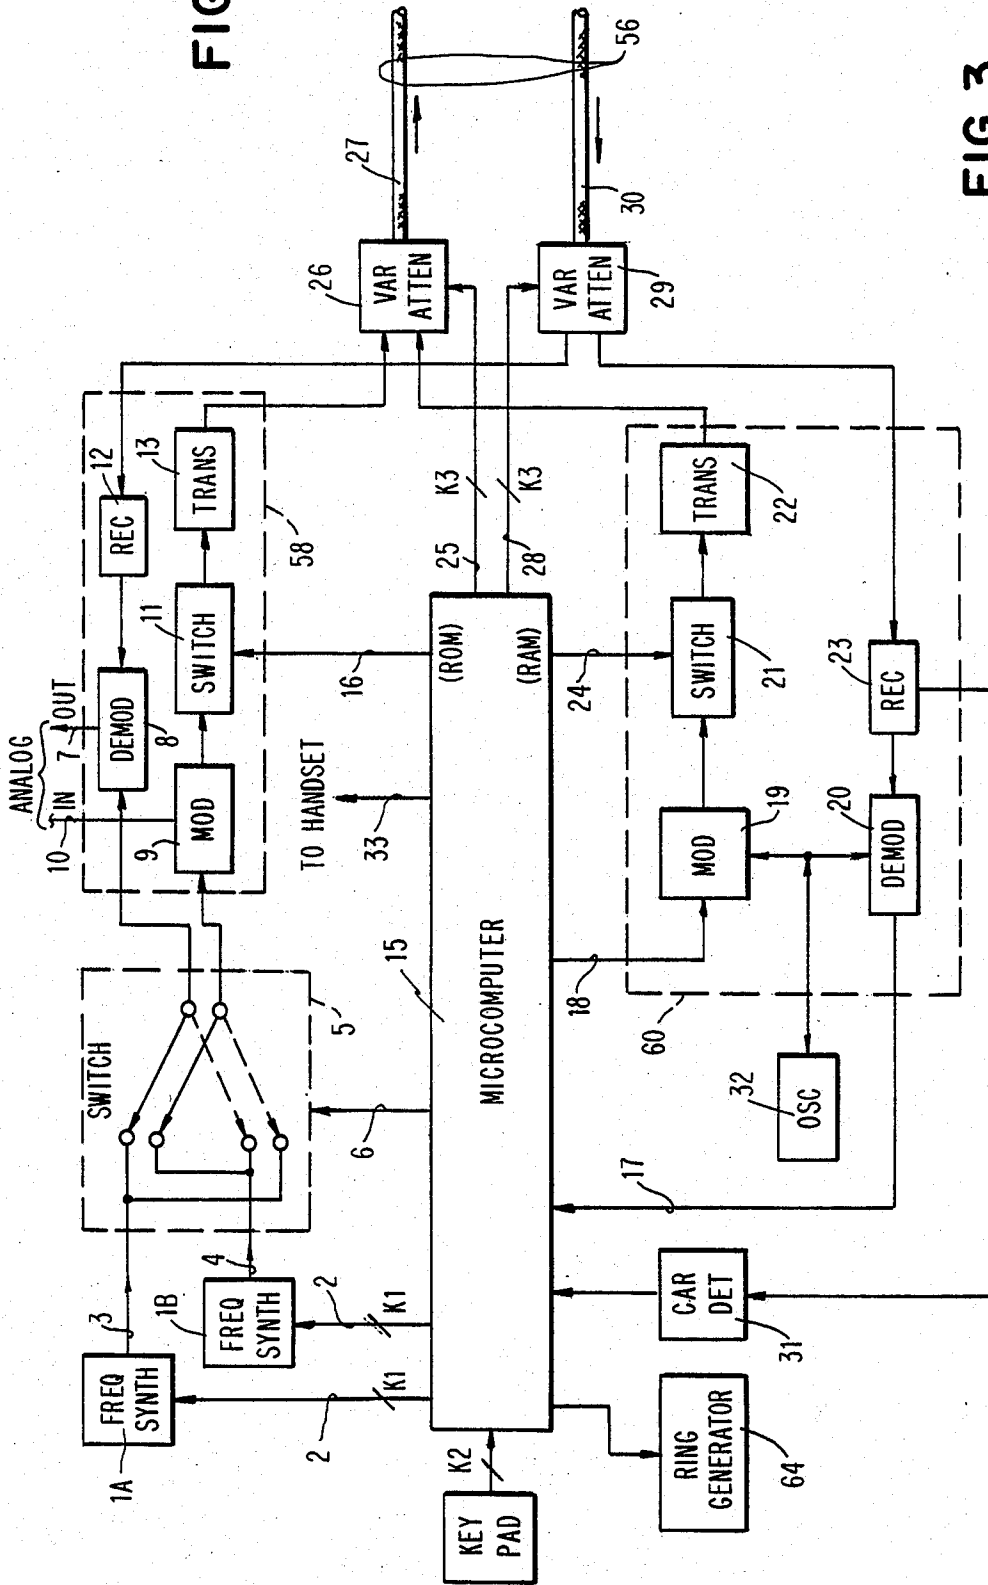 FIG
FIG 3
56
27
30
26
VAR
ATTEN
VAR
ATTEN
29
12
REC
13
TRANS
58
11
SWITCH
ANALOG
OUT
7
DEMOD
8
IN
10
9
MOD
16
K3
K3
25
28
(ROM)
(RAM)
TO HANDSET
33
24
TRANS
22
SWITCH
21
23
REC
MOD
19
20
DEMOD
18
60
32
OSC
SWITCH
5
6
15
MICROCOMPUTER
17
3
4
1B
FREQ
SYNTH
2
K1
FREQ
SYNTH
1A
2
K1
CAR
DET
31
RING
GENERATOR
64
K2
KEY
PAD